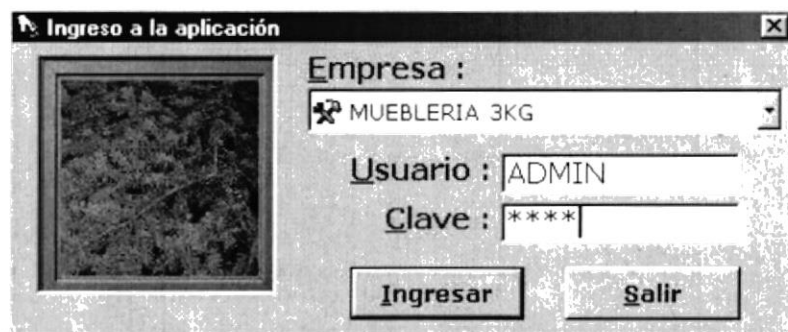 Ingreso a la aplicación
Empresa :
MUEBLERIA 3KG
Usuario : ADMIN
Clave : ****
Ingresar Salir